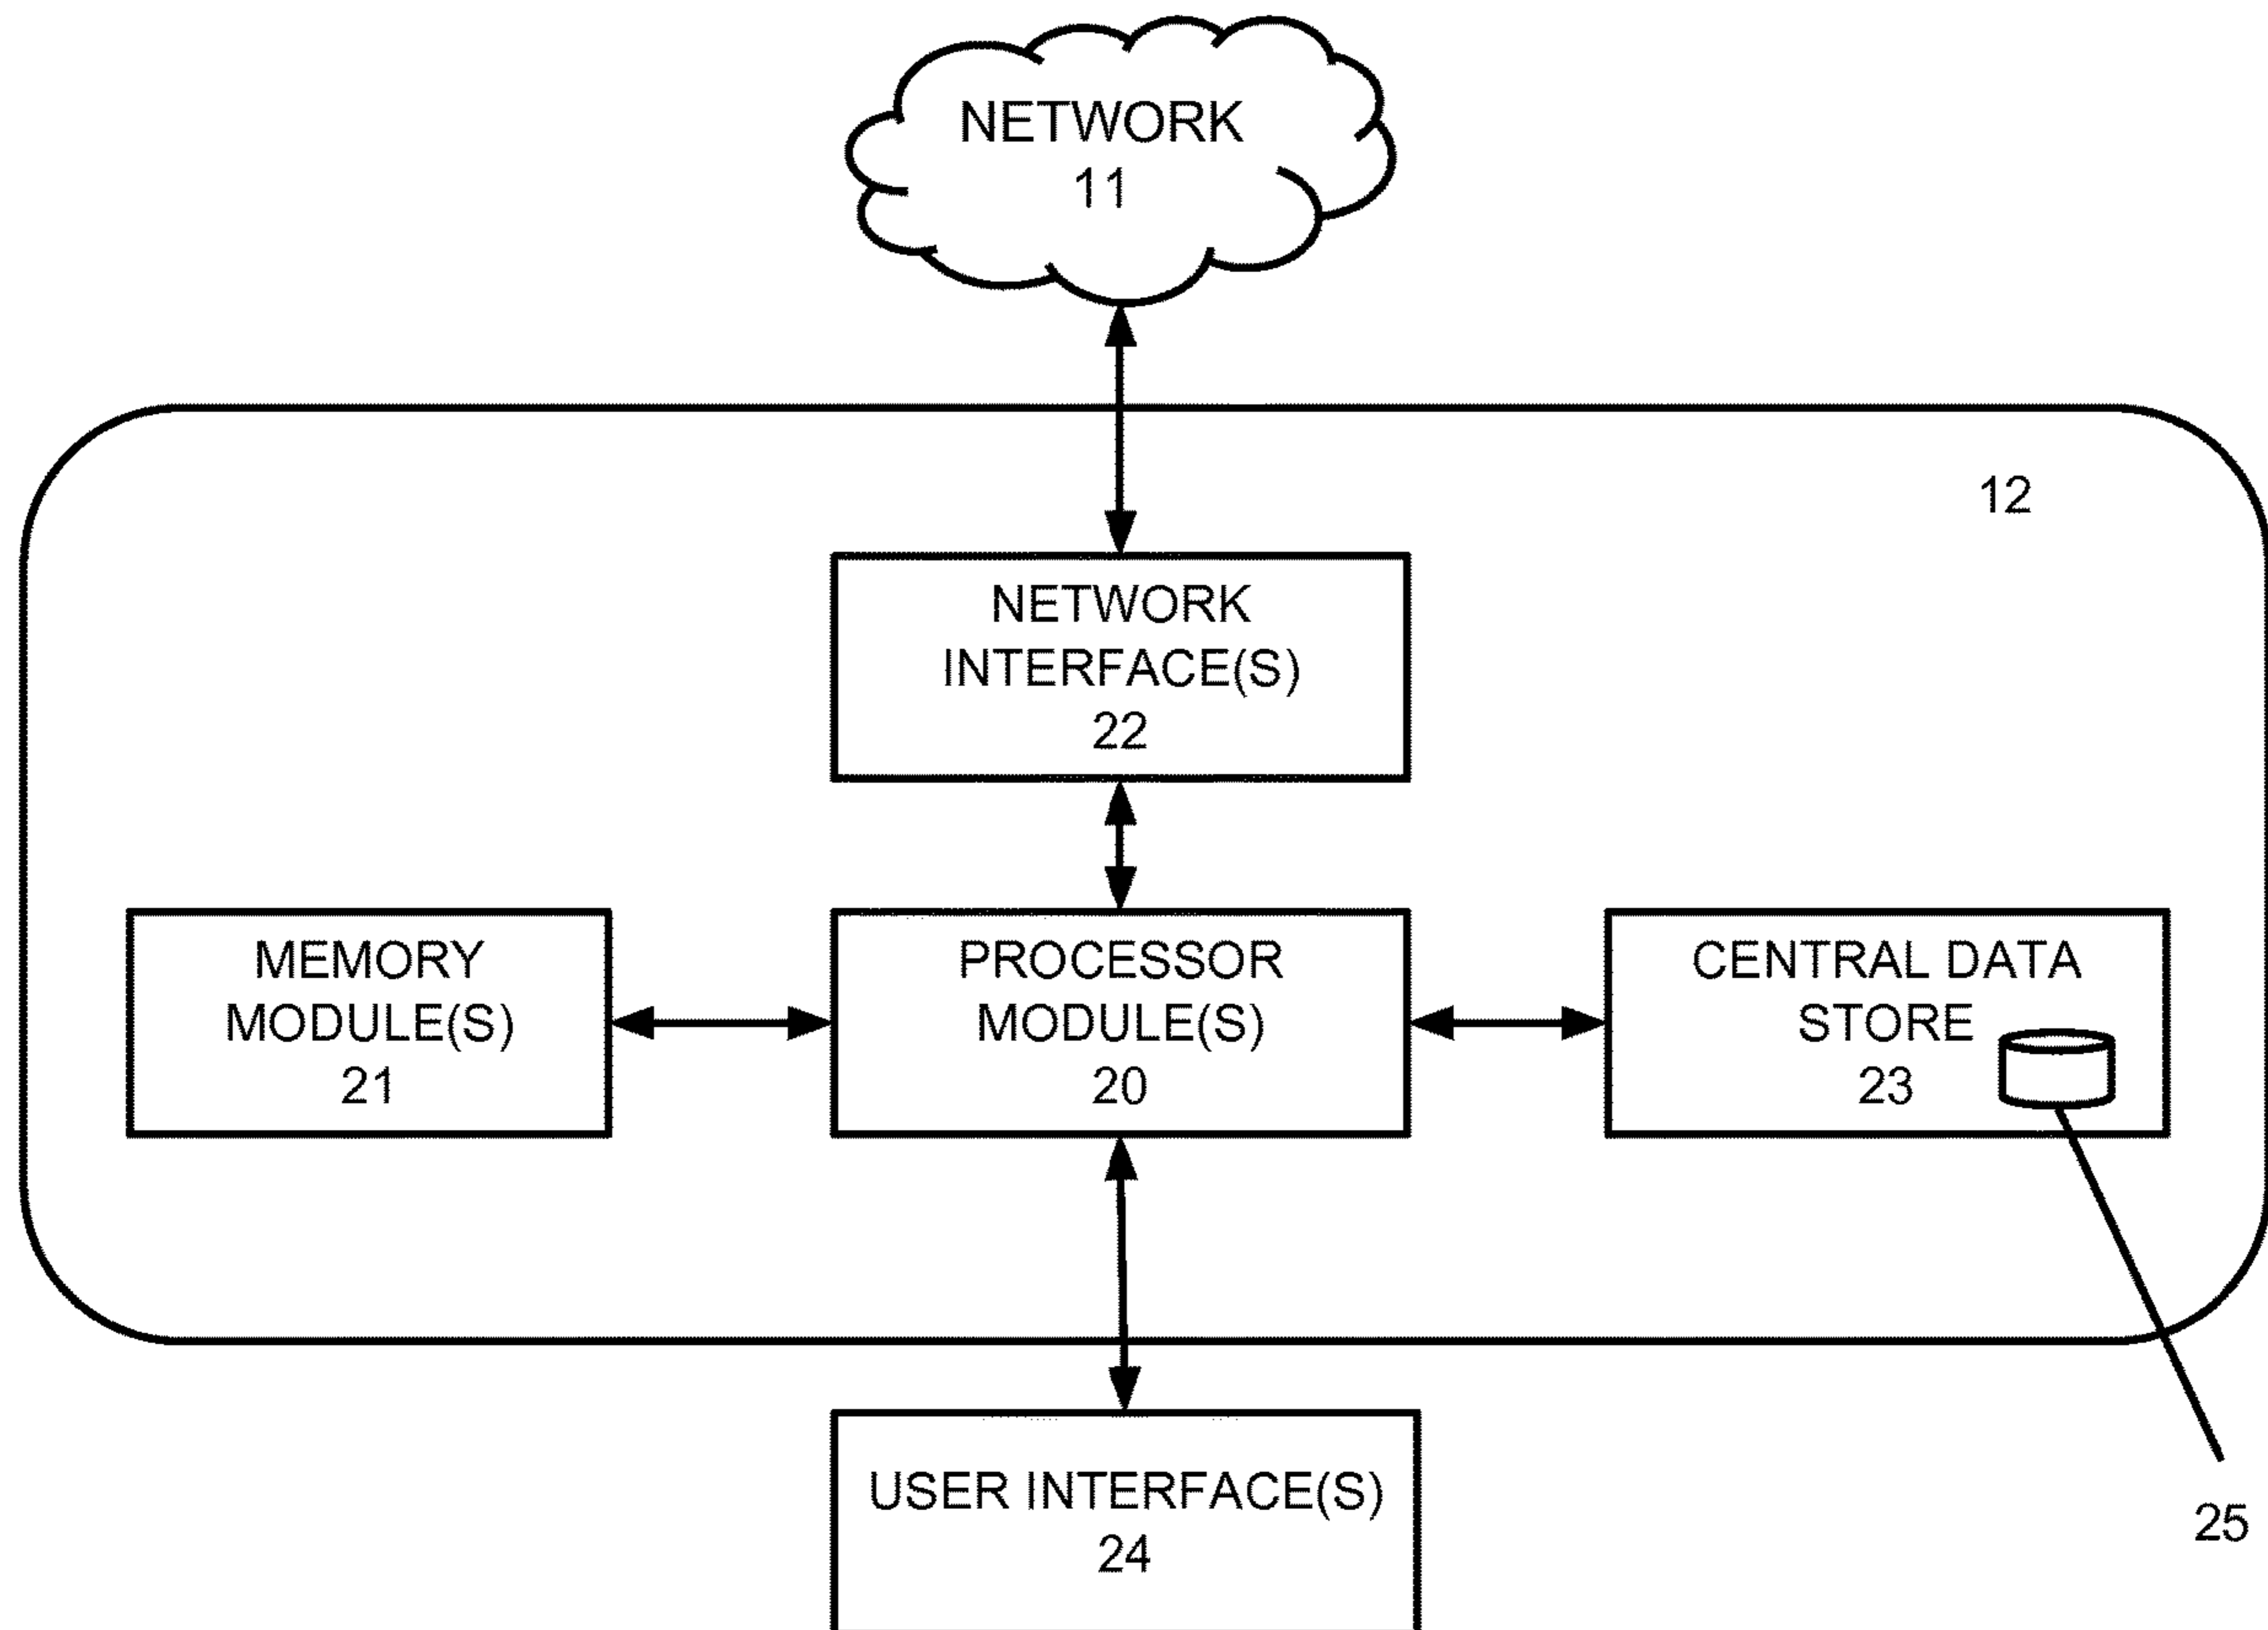 NETWORK
11
12
NETWORK
INTERFACE(S)
22
MEMORY
MODULE(S)
21
PROCESSOR
MODULE(S)
20
CENTRAL DATA
STORE
23
USER INTERFACE(S)
24
25